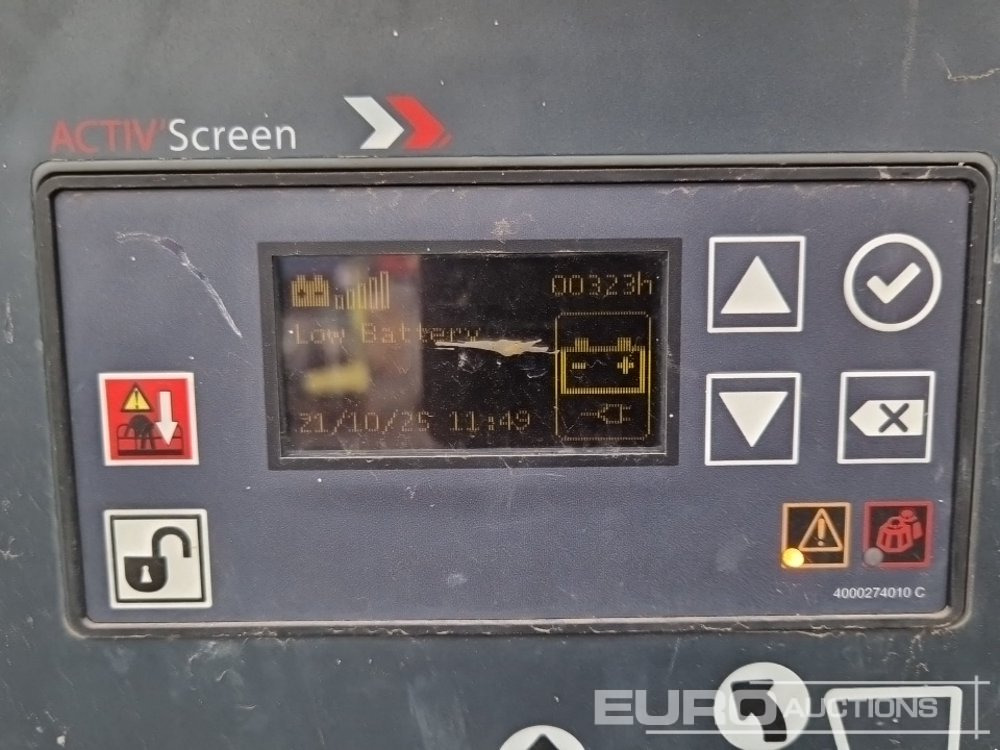 ACTIV'Screen
00323h
Low Battery
21/10/25 11:49
4000274010 C
EURO AUCTIONS